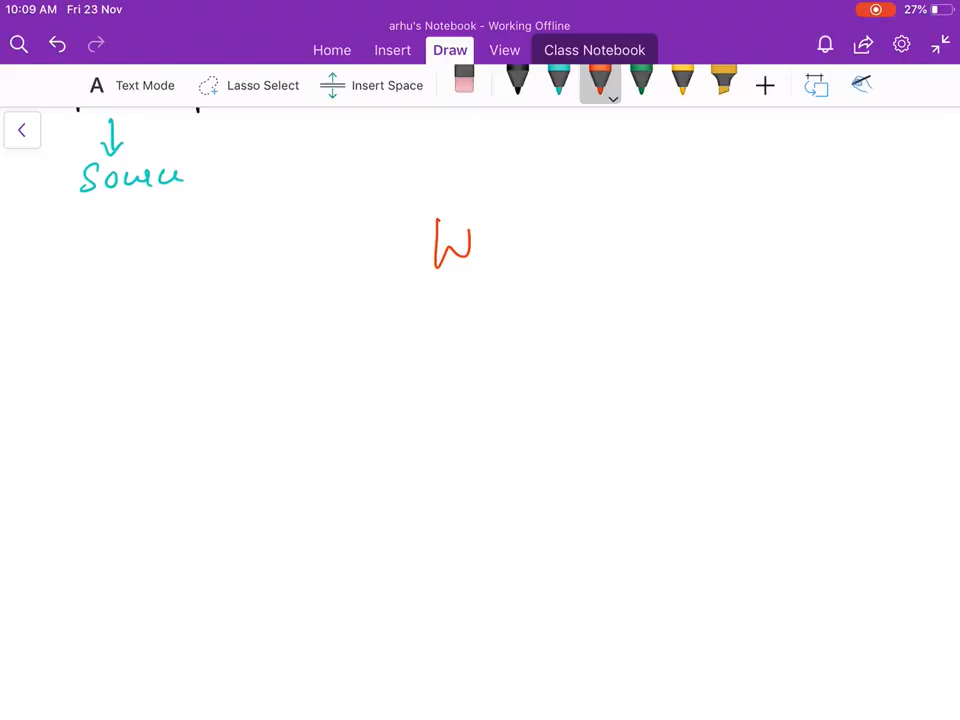 10:09 AM Fri 23 Nov 27%
arhu's Notebook - Working Offline
Home Insert Draw View Class Notebook
A Text Mode Lasso Select Insert Space
Source
W